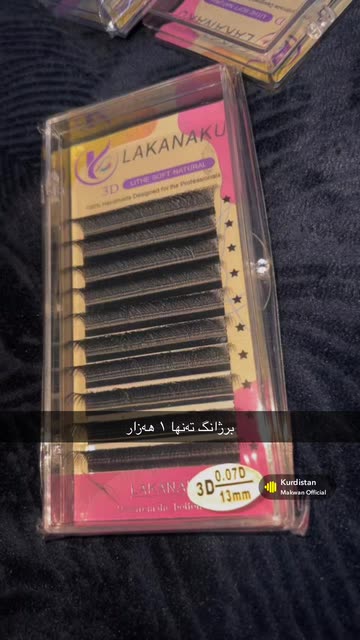 LAKANAKU
3D LITHE SOFT NATURAL
100% Handmade Designed for the Professionals
برژانگ تەنها ١ هەزار
3D 0.07D
13mm
Kurdistan
Makwan Official